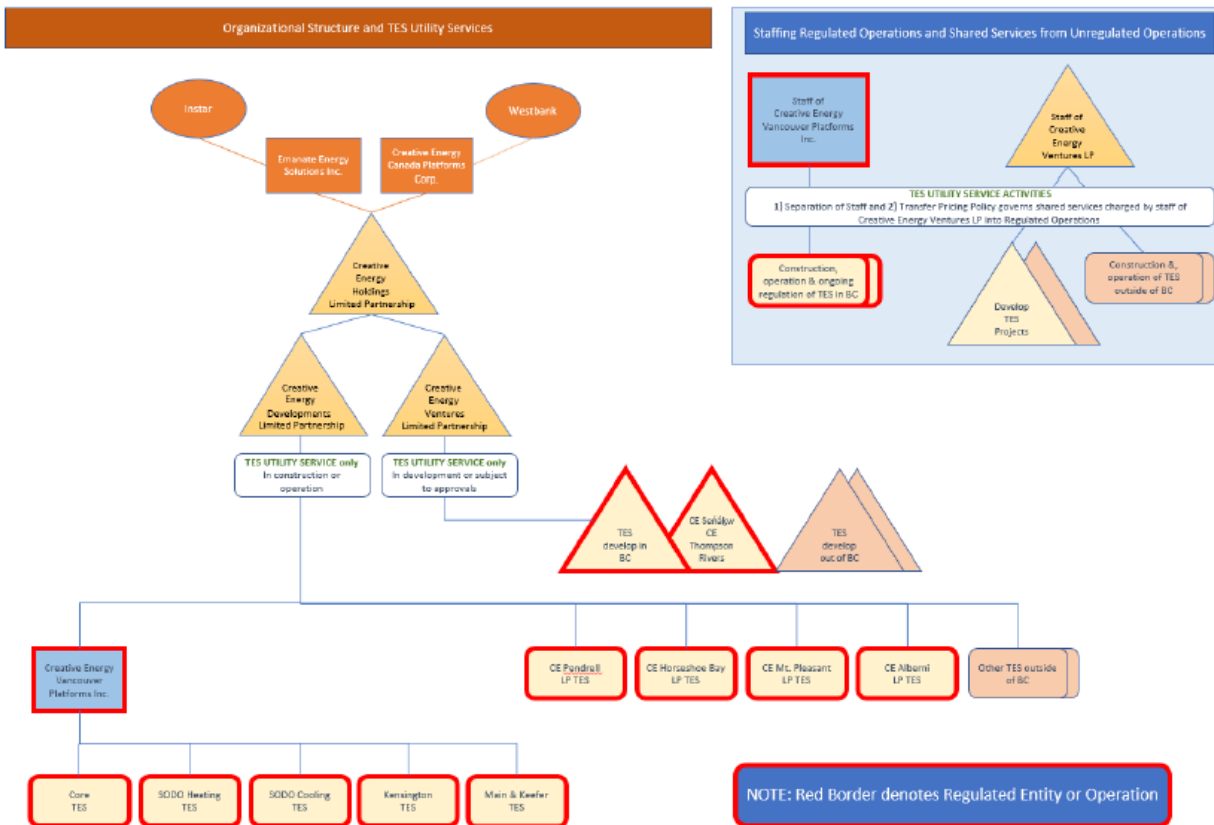 Organizational Structure and TES Utility Services
Instar
Westbank
Emanate Energy
Solutions Inc.
Creative Energy
Canada Platforms
Corp.
Creative
Energy
Holdings
Limited Partnership
Creative
Energy
Developments
Limited Partnership
Creative
Energy
Ventures
Limited Partnership
TES UTILITY SERVICE only
In construction or
operation
TES UTILITY SERVICE only
In development or subject
to approvals
TES
develop in
BC
CE Sen̓áḵw
CE
Thompson
Rivers
TES
develop
out of BC
Creative Energy
Vancouver
Platforms Inc.
CE Pendrell
LP TES
CE Horseshoe Bay
LP TES
CE Mt. Pleasant
LP TES
CE Alberni
LP TES
Other TES outside
of BC
Core
TES
SODO Heating
TES
SODO Cooling
TES
Kensington
TES
Main & Keefer
TES
Staffing Regulated Operations and Shared Services from Unregulated Operations
Staff of
Creative Energy
Vancouver Platforms
Inc.
Staff of
Creative
Energy
Ventures LP
TES UTILITY SERVICE ACTIVITIES
1) Separation of Staff and 2) Transfer Pricing Policy governs shared services charged by staff of
Creative Energy Ventures LP into Regulated Operations
Construction,
operation & ongoing
regulation of TES in BC
Develop
TES
Projects
Construction &,
operation of TES
outside of BC
NOTE: Red Border denotes Regulated Entity or Operation